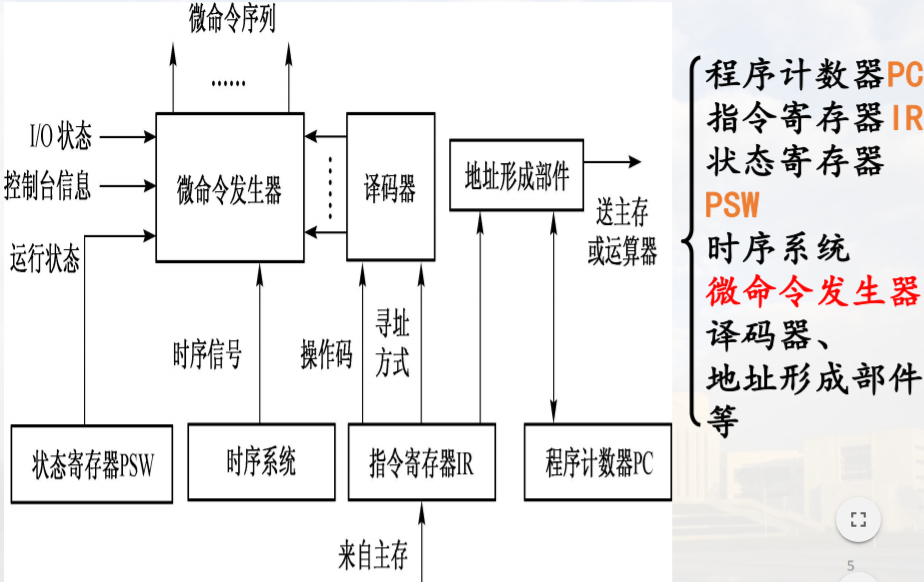 微命令序列
······
I/O 状态
控制台信息
运行状态
微命令发生器
译码器
地址形成部件
送主存
或运算器
时序信号
操作码
寻址
方式
状态寄存器PSW
时序系统
指令寄存器IR
程序计数器PC
来自主存
程序计数器PC
指令寄存器IR
状态寄存器
PSW
时序系统
微命令发生器
译码器、
地址形成部件
等
5